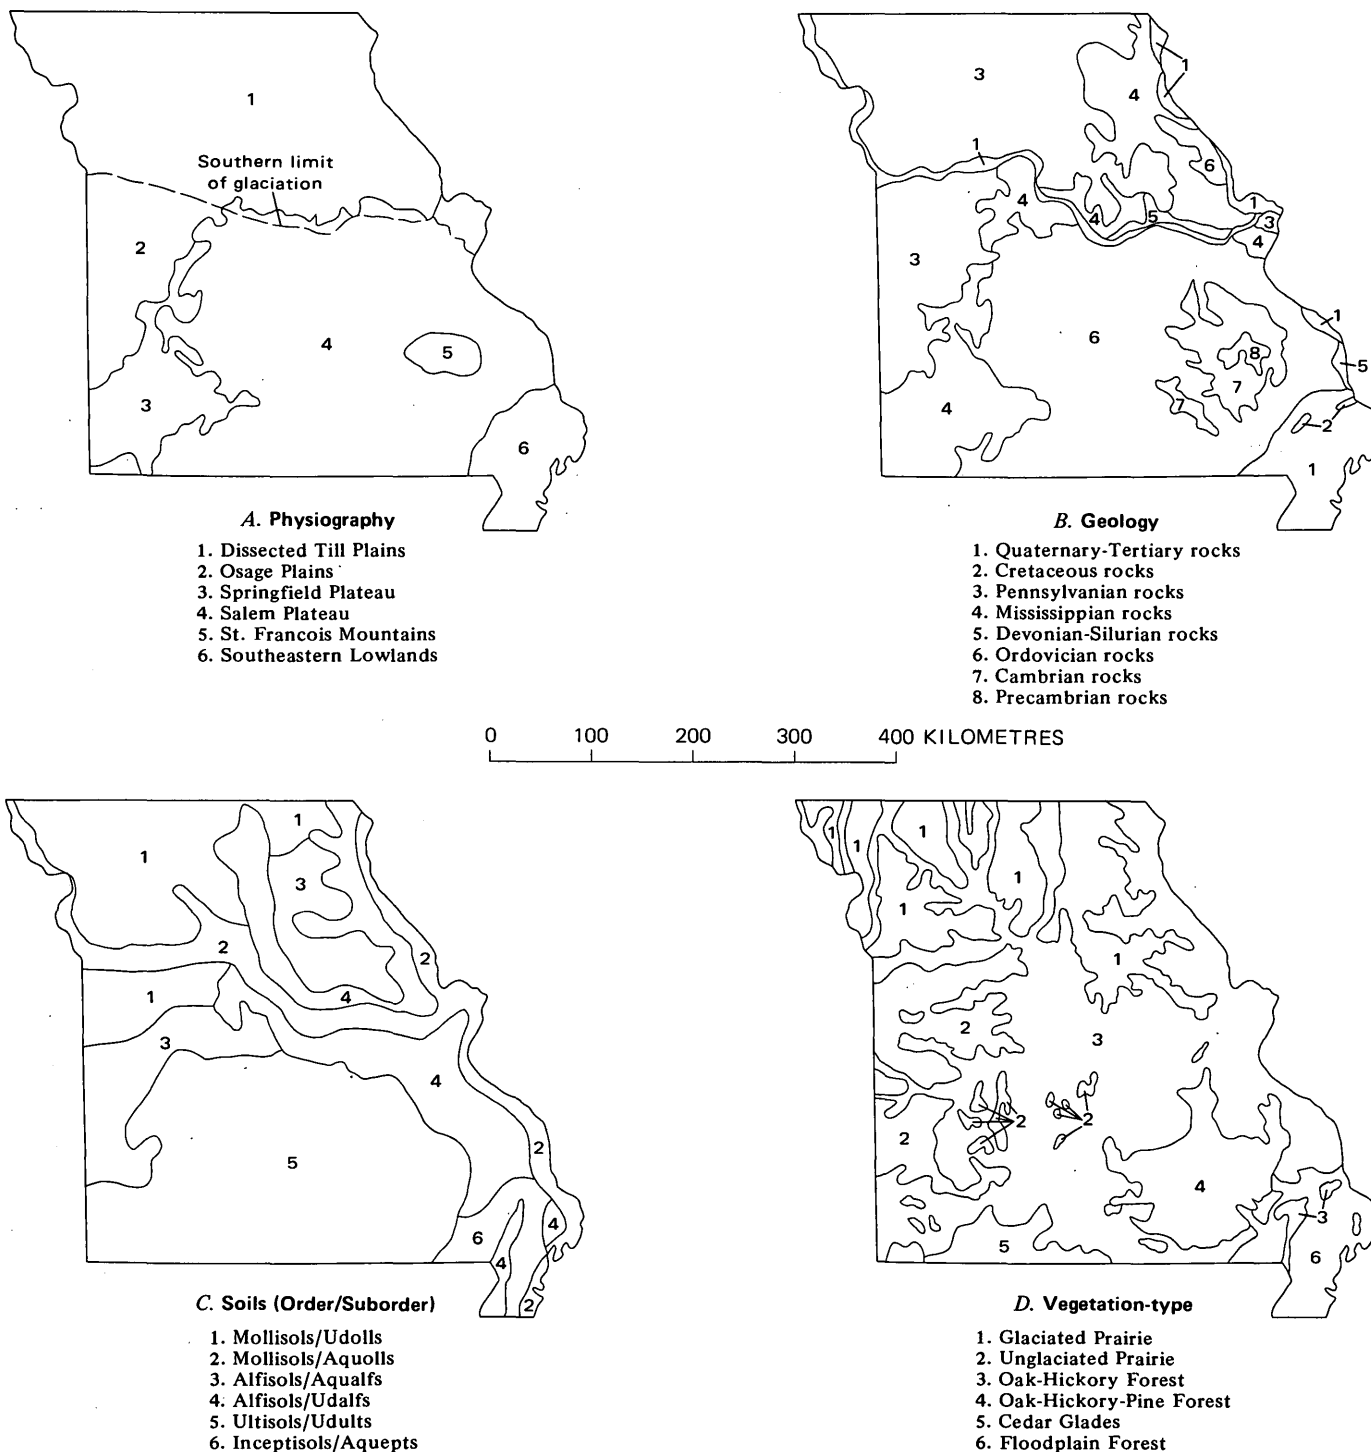 1
Southern limit
of glaciation
2
4
5
3
6
A. Physiography
1. Dissected Till Plains
2. Osage Plains
3. Springfield Plateau
4. Salem Plateau
5. St. Francois Mountains
6. Southeastern Lowlands
1
3
4
1
6
4
4
5
1
3
4
3
6
1
8
5
7
4
7
2
1
B. Geology
1. Quaternary-Tertiary rocks
2. Cretaceous rocks
3. Pennsylvanian rocks
4. Mississippian rocks
5. Devonian-Silurian rocks
6. Ordovician rocks
7. Cambrian rocks
8. Precambrian rocks
0 100 200 300 400 KILOMETRES
1
1
3
2
2
1
4
3
4
5
2
6
4
4
2
C. Soils (Order/Suborder)
1. Mollisols/Udolls
2. Mollisols/Aquolls
3. Alfisols/Aqualfs
4. Alfisols/Udalfs
5. Ultisols/Udults
6. Inceptisols/Aquepts
1
1
1
1
1
1
2
3
2
2
2
4
3
5
6
D. Vegetation-type
1. Glaciated Prairie
2. Unglaciated Prairie
3. Oak-Hickory Forest
4. Oak-Hickory-Pine Forest
5. Cedar Glades
6. Floodplain Forest